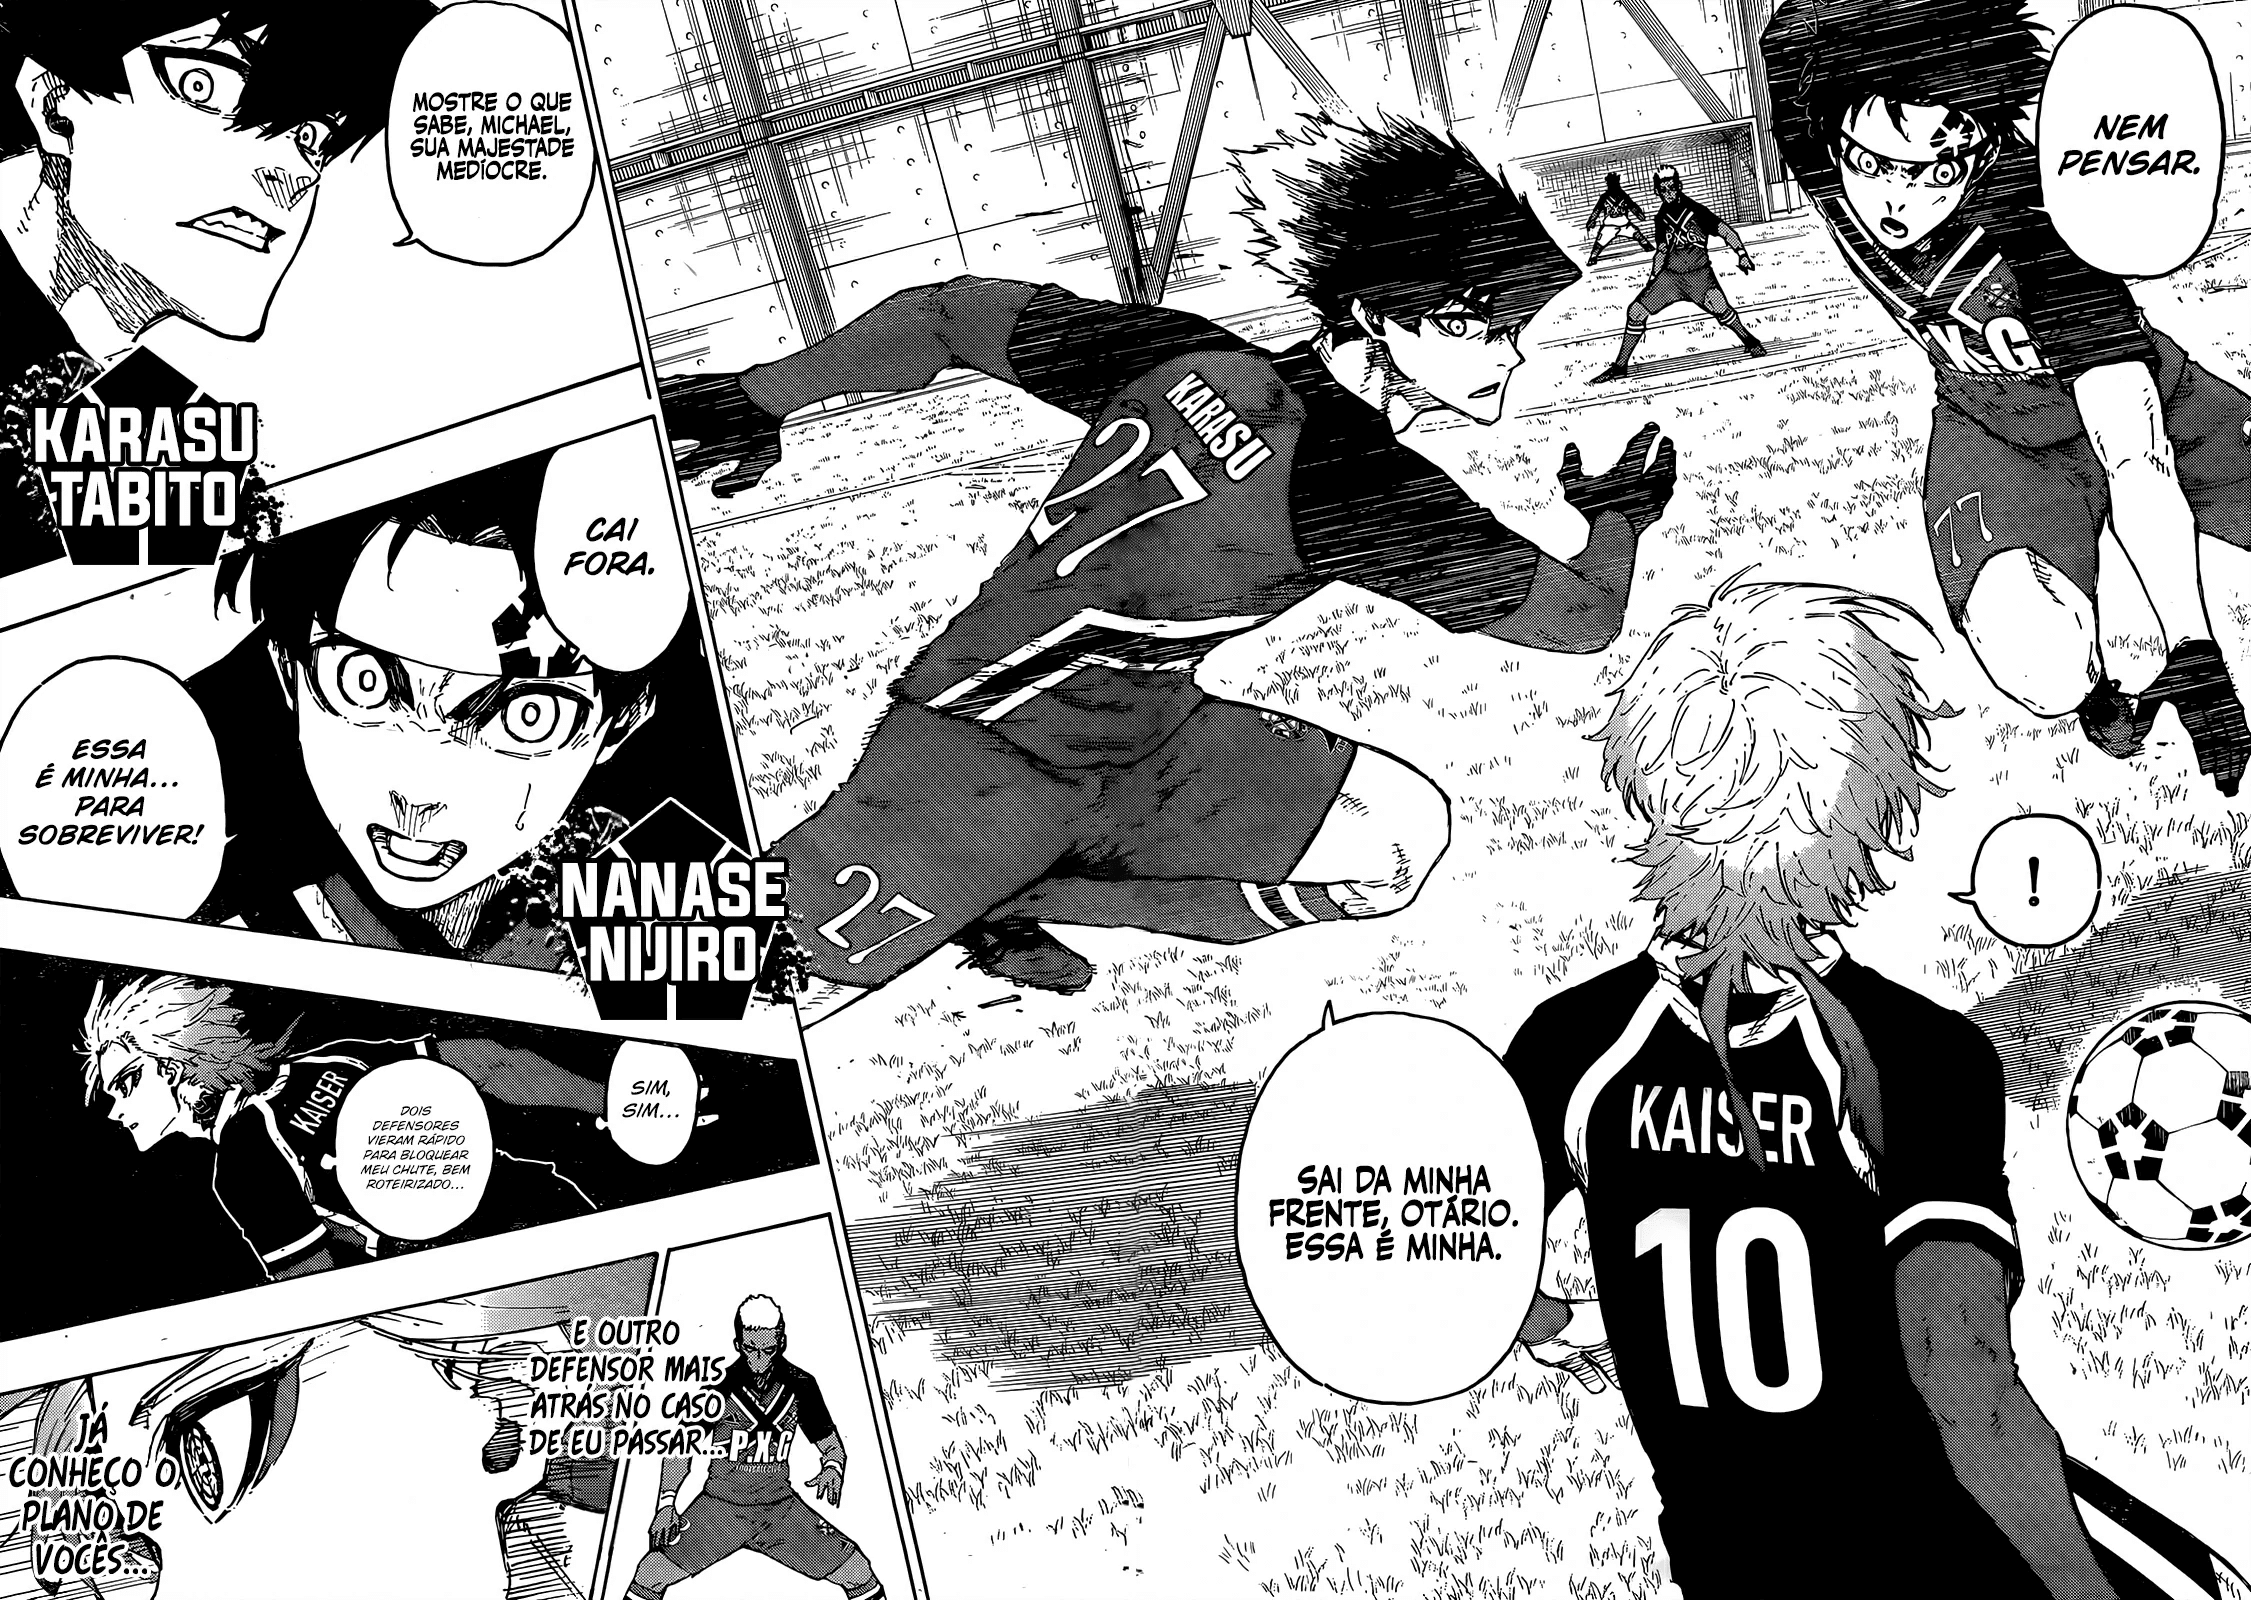 NEM
PENSAR.
P.X.G
X.G.
77
KARASU
27
27
!
SAI DA MINHA
FRENTE, OTÁRIO.
ESSA É MINHA.
KAISER
10
MOSTRE O QUE
SABE, MICHAEL,
SUA MAJESTADE
MEDÍOCRE.
KARASU
TABITO
CAI
FORA.
ESSA
É MINHA...
PARA
SOBREVIVER!
NANASE
NIJIRO
SIM,
SIM...
DOIS
DEFENSORES
VIERAM RÁPIDO
PARA BLOQUEAR
MEU CHUTE, BEM
ROTEIRIZADO...
KAISER
E OUTRO
DEFENSOR MAIS
ATRÁS NO CASO
DE EU PASSAR...
P.X.G
JÁ
CONHEÇO O
PLANO DE
VOCÊS...